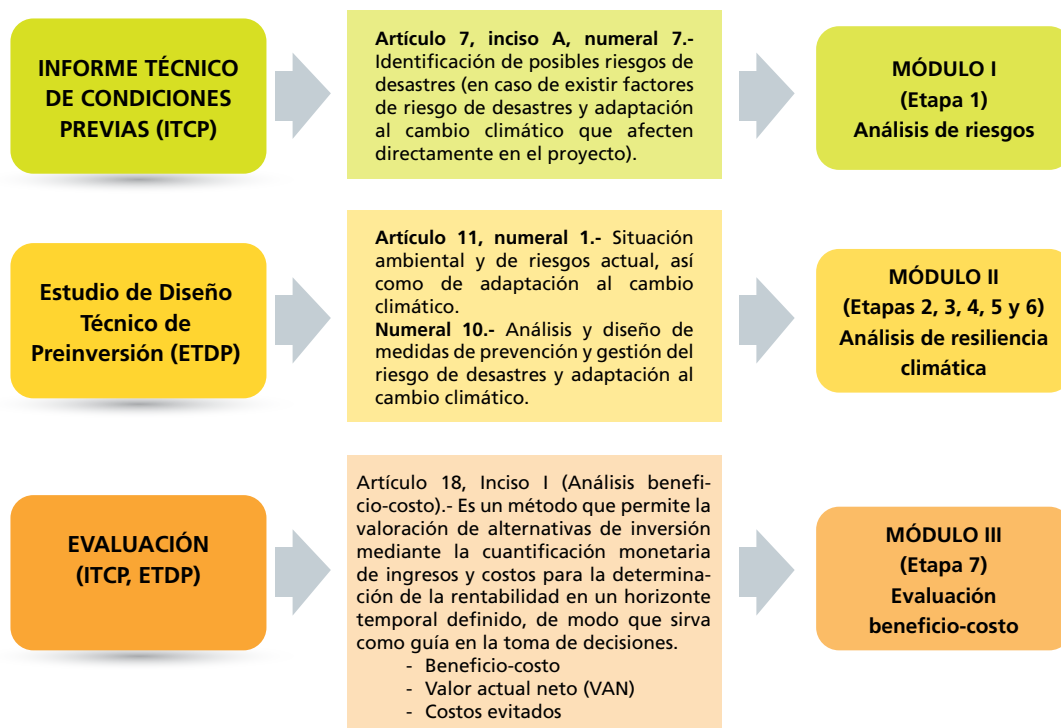 INFORME TÉCNICO
DE CONDICIONES
PREVIAS (ITCP)
Artículo 7, inciso A, numeral 7.-
Identificación de posibles riesgos de
desastres (en caso de existir factores
de riesgo de desastres y adaptación
al cambio climático que afecten
directamente en el proyecto).
MÓDULO I
(Etapa 1)
Análisis de riesgos
Estudio de Diseño
Técnico de
Preinversión (ETDP)
Artículo 11, numeral 1.- Situación
ambiental y de riesgos actual, así
como de adaptación al cambio
climático.
Numeral 10.- Análisis y diseño de
medidas de prevención y gestión del
riesgo de desastres y adaptación al
cambio climático.
MÓDULO II
(Etapas 2, 3, 4, 5 y 6)
Análisis de resiliencia
climática
EVALUACIÓN
(ITCP, ETDP)
Artículo 18, Inciso I (Análisis benefi-
cio-costo).- Es un método que permite la
valoración de alternativas de inversión
mediante la cuantificación monetaria
de ingresos y costos para la determina-
ción de la rentabilidad en un horizonte
temporal definido, de modo que sirva
como guía en la toma de decisiones.
- Beneficio-costo
- Valor actual neto (VAN)
- Costos evitados
MÓDULO III
(Etapa 7)
Evaluación
beneficio-costo